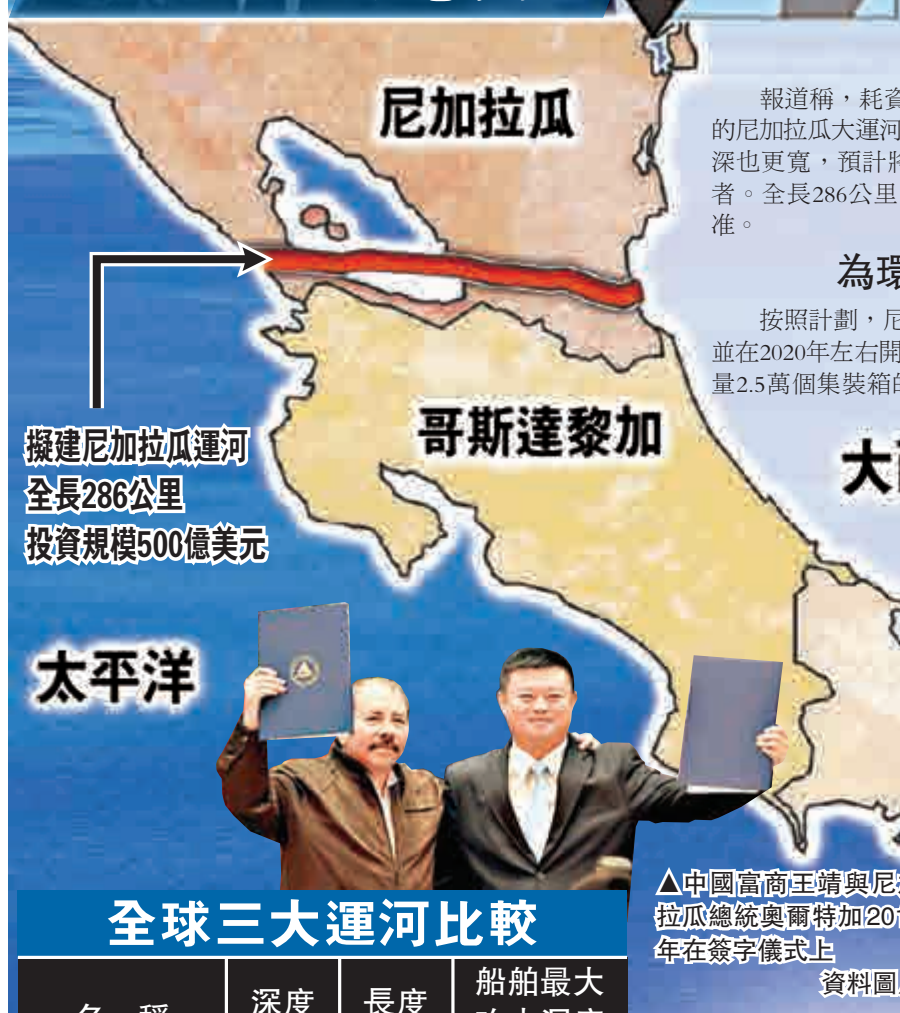 尼加拉瓜
報道稱，耗資
的尼加拉瓜大運河
深也更寬，預計將
者。全長286公里
准。
為環
按照計劃，尼
並在2020年左右開
量2.5萬個集裝箱的
哥斯達黎加
擬建尼加拉瓜運河
全長286公里
投資規模500億美元
大
太平洋
▲中國富商王靖與尼加
拉瓜總統奧爾特加20
年在簽字儀式上
資料圖
全球三大運河比較
名稱
深度
長度
船舶最大